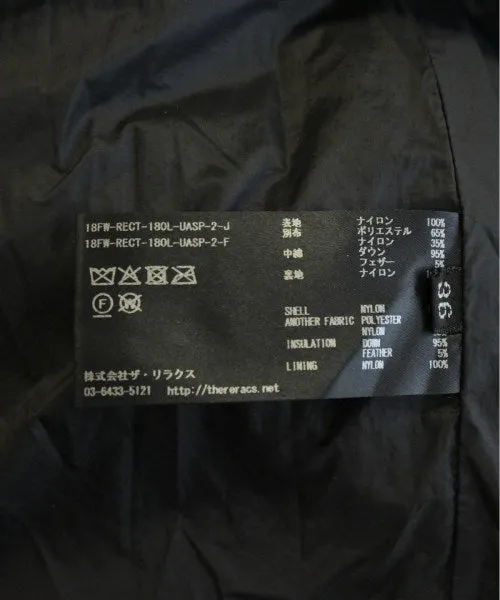 18FW-RECT-180L-UASP-2-J
18FW-RECT-180L-UASP-2-F
表地 ナイロン 100%
別布 ポリエステル 65%
ナイロン 35%
中綿 ダウン 95%
フェザー 5%
裏地 ナイロン
36
SHELL NYLON
ANOTHER FABRIC POLYESTER
NYLON
INSULATION DOWN 95%
FEATHER 5%
LINING NYLON 100%
株式会社ザ・リラクス
03-6433-5121 http://thereracs.net